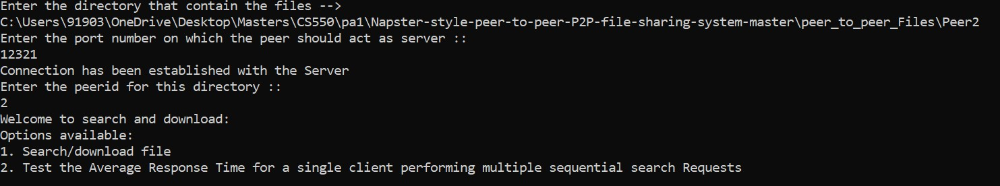 Enter the directory that contain the files -->
C:\Users\91903\OneDrive\Desktop\Masters\CS550\pa1\Napster-style-peer-to-peer-P2P-file-sharing-system-master\peer_to_peer_Files\Peer2
Enter the port number on which the peer should act as server ::
12321
Connection has been established with the Server
Enter the peerid for this directory ::
2
Welcome to search and download:
Options available:
1. Search/download file
2. Test the Average Response Time for a single client performing multiple sequential search Requests